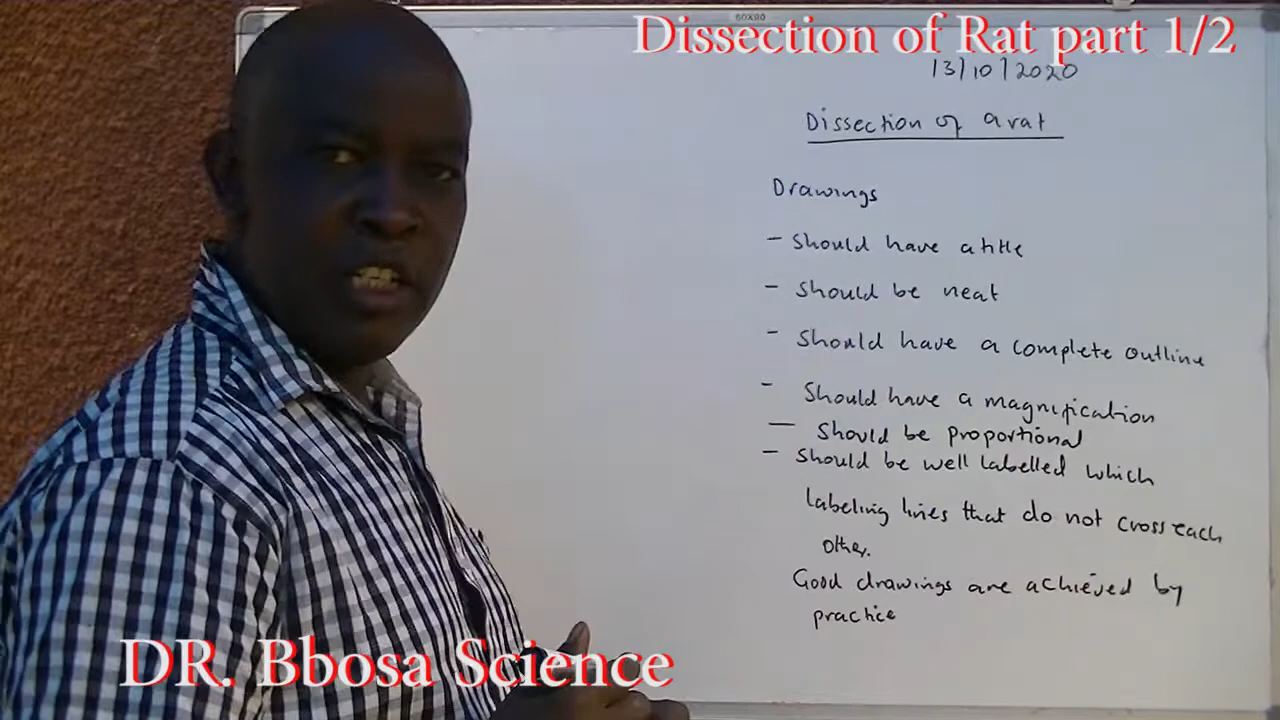 60x90
Dissection of Rat part 1/2
13/10/2020
Dissection of a rat
Drawings
- Should have a title
- Should be neat
- Should have a complete outline
- Should have a magnification
- Should be proportional
- Should be well labelled which
labeling lines that do not cross each
other.
Good drawings are achieved by
practice
DR. Bbosa Science